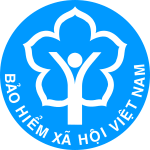 BẢO HIỂM XÃ HỘI VIỆT NAM